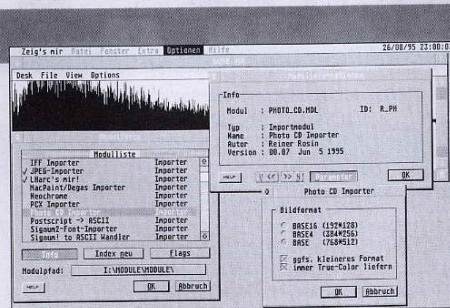 Zeig's mir Datei Fenster Extra Optionen Hilfe 26/08/95 23:00:0
Desk File View Options
Modulliste
IFF Importer Importer
✓ JPEG-Importer Importer
✓ LHarc's mir! Importer
MacPaint/Degas Importer Importer
Neochrome Importer
PCX Importer Importer
Photo CD Importer Importer
Postscript -> ASCII Importer
Signum2-Font-Importer Importer
Signum! to ASCII Wandler Importer
Info Index neu Flags
Modulpfad: I:\MODULE\MODULE\
HELP OK Abbruch
Modulinformationen
Info
Modul : PHOTO_CD.MDL ID: R_PH
Typ : Importmodul
Name : Photo CD Importer
Autor : Reiner Rosin
Version : 00.07 Jun 5 1995
HELP << >> Parameter OK
Photo CD Importer
Bildformat
BASE16 (192*128)
BASE4 (384*256)
BASE (768*512)
ggfs. kleineres Format
immer True-Color liefern
HELP OK Abbruch